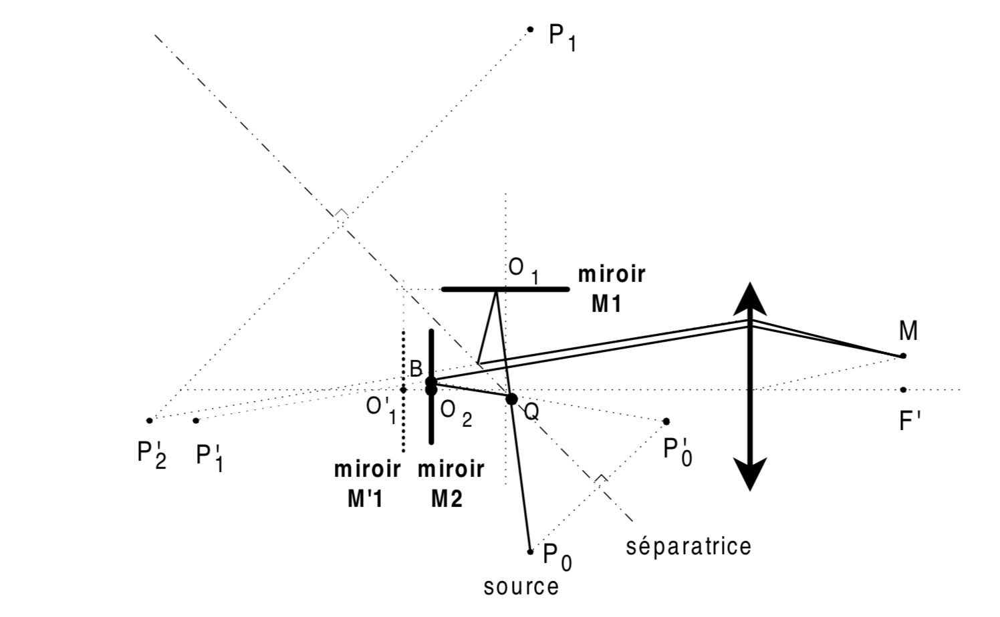 P1
O1
miroir
M1
M
B
O'1
O2
Q
F'
P'2
P'1
P'0
miroir
M'1
miroir
M2
séparatrice
P0
source